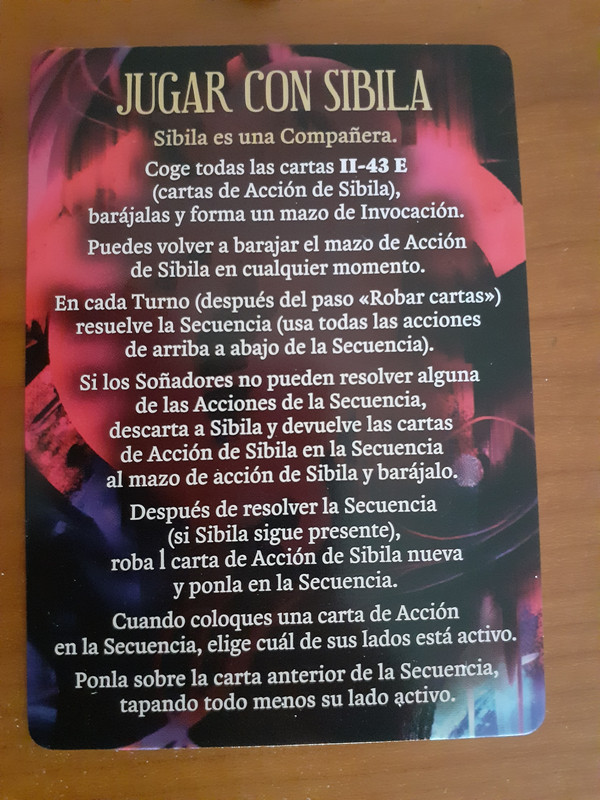 JUGAR CON SIBILA
Sibila es una Compañera.
Coge todas las cartas II-43 E
(cartas de Acción de Sibila),
barájalas y forma un mazo de Invocación.
Puedes volver a barajar el mazo de Acción
de Sibila en cualquier momento.
En cada Turno (después del paso «Robar cartas»)
resuelve la Secuencia (usa todas las acciones
de arriba a abajo de la Secuencia).
Si los Soñadores no pueden resolver alguna
de las Acciones de la Secuencia,
descarta a Sibila y devuelve las cartas
de Acción de Sibila en la Secuencia
al mazo de acción de Sibila y barájalo.
Después de resolver la Secuencia
(si Sibila sigue presente),
roba 1 carta de Acción de Sibila nueva
y ponla en la Secuencia.
Cuando coloques una carta de Acción
en la Secuencia, elige cuál de sus lados está activo.
Ponla sobre la carta anterior de la Secuencia,
tapando todo menos su lado activo.